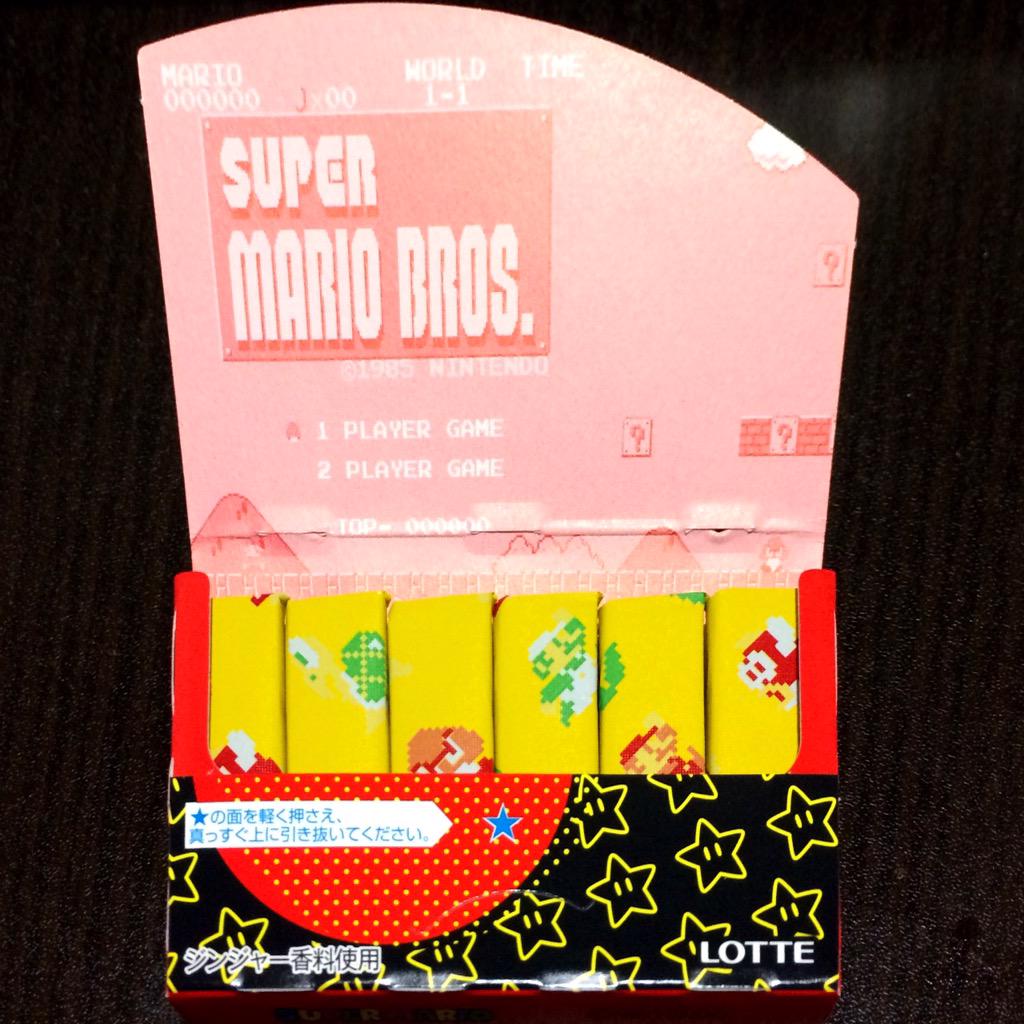 MARIO WORLD TIME
000000 x00 1-1
SUPER
MARIO BROS.
©1985 NINTENDO
1 PLAYER GAME
2 PLAYER GAME
TOP- 000000
?
?
?
★の面を軽く押さえ、
真っすぐ上に引き抜いてください。
ジンジャー香料使用
LOTTE
SUPER MARIO